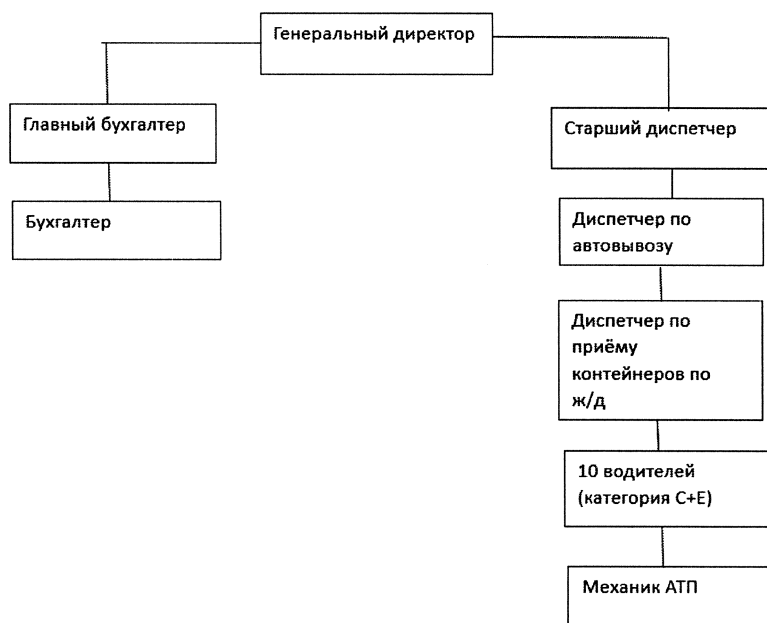 Генеральный директор
Главный бухгалтер
Старший диспетчер
Бухгалтер
Диспетчер по
автовывозу
Диспетчер по
приёму
контейнеров по
ж/д
10 водителей
(категория С+Е)
Механик АТП